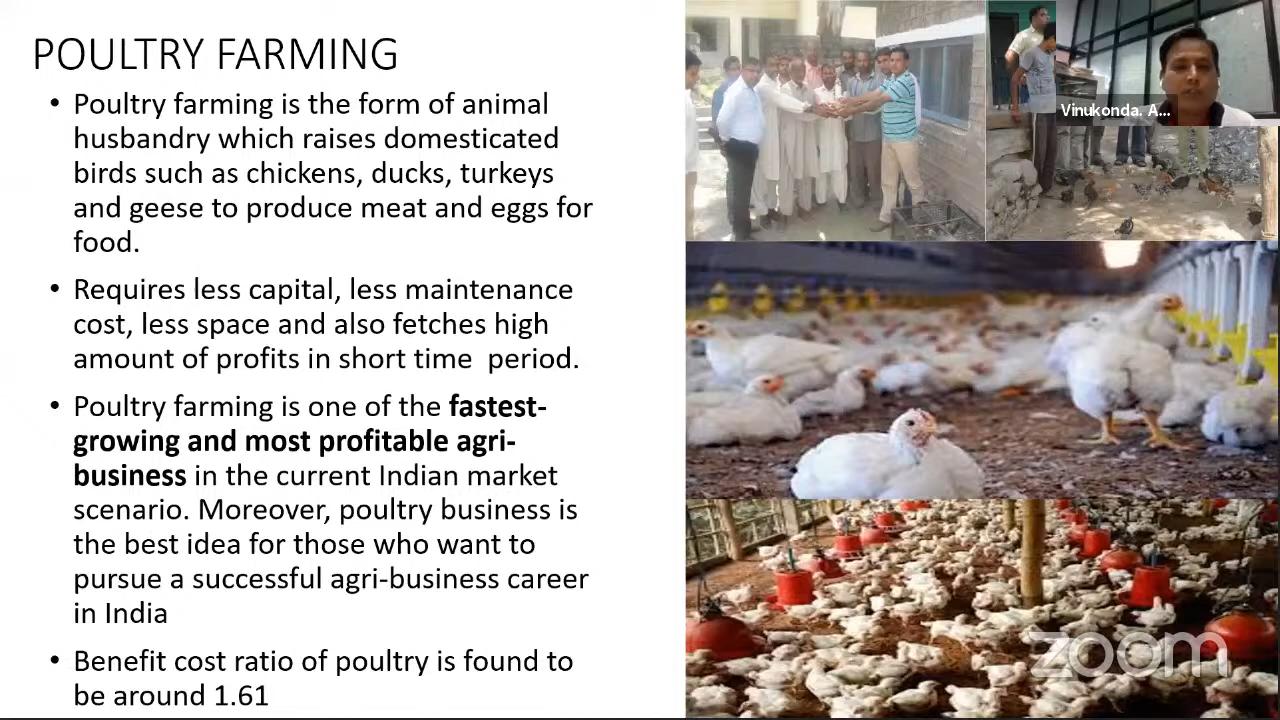 POULTRY FARMING
• Poultry farming is the form of animal
husbandry which raises domesticated
birds such as chickens, ducks, turkeys
and geese to produce meat and eggs for
food.
• Requires less capital, less maintenance
cost, less space and also fetches high
amount of profits in short time  period.
• Poultry farming is one of the fastest-
growing and most profitable agri-
business in the current Indian market
scenario. Moreover, poultry business is
the best idea for those who want to
pursue a successful agri-business career
in India
• Benefit cost ratio of poultry is found to
be around 1.61
Vinukonda. A...
zoom